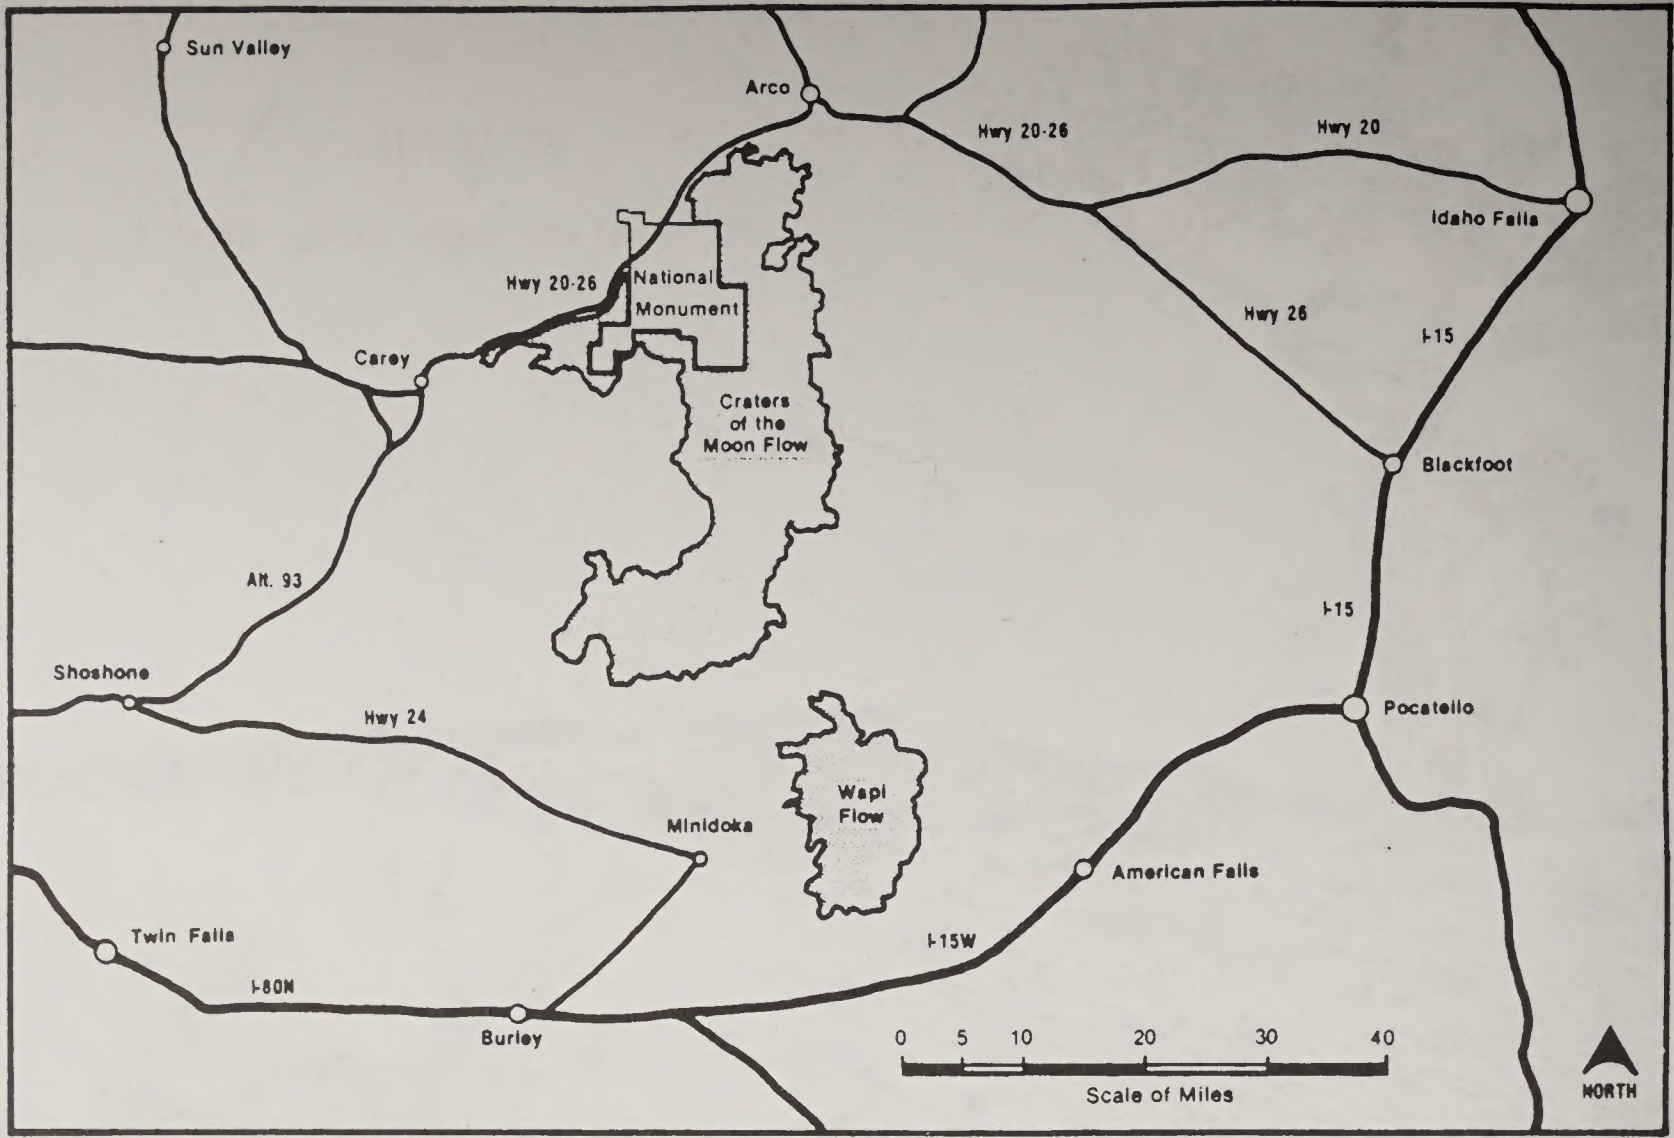 Sun Valley
Arco
Hwy 20-26
Hwy 20
Idaho Falls
Hwy 20-26
National
Monument
Hwy 26
I-15
Carey
Craters
of the
Moon Flow
Blackfoot
Alt. 93
I-15
Shoshone
Hwy 24
Pocatello
Wapi
Flow
Minidoka
American Falls
Twin Falls
I-15W
I-80N
Burley
0 5 10 20 30 40
Scale of Miles
NORTH